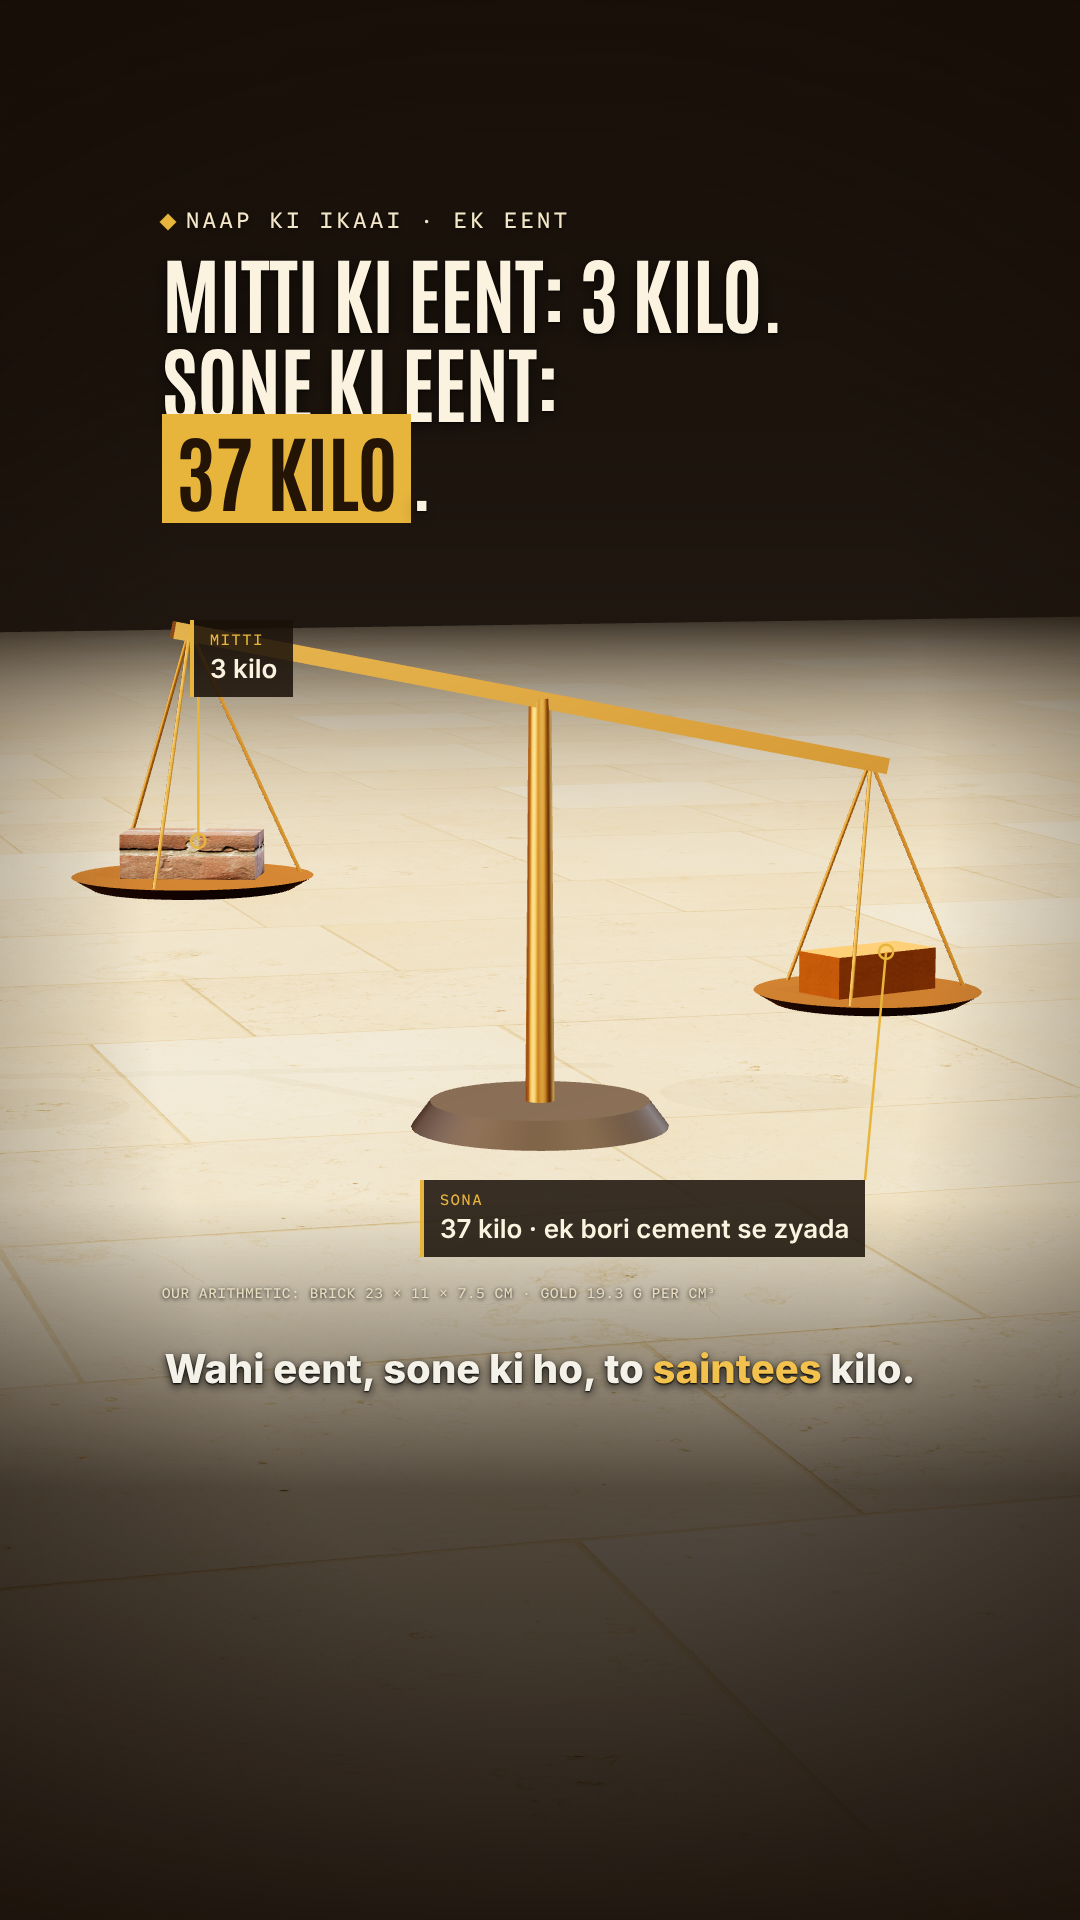 NAAP KI IKAAI · EK EENT
MITTI KI EENT: 3 KILO.
SONE KI EENT:
37 KILO.
MITTI
3 kilo
SONA
37 kilo · ek bori cement se zyada
OUR ARITHMETIC: BRICK 23 × 11 × 7.5 CM · GOLD 19.3 G PER CM³
Wahi eent, sone ki ho, to saintees kilo.